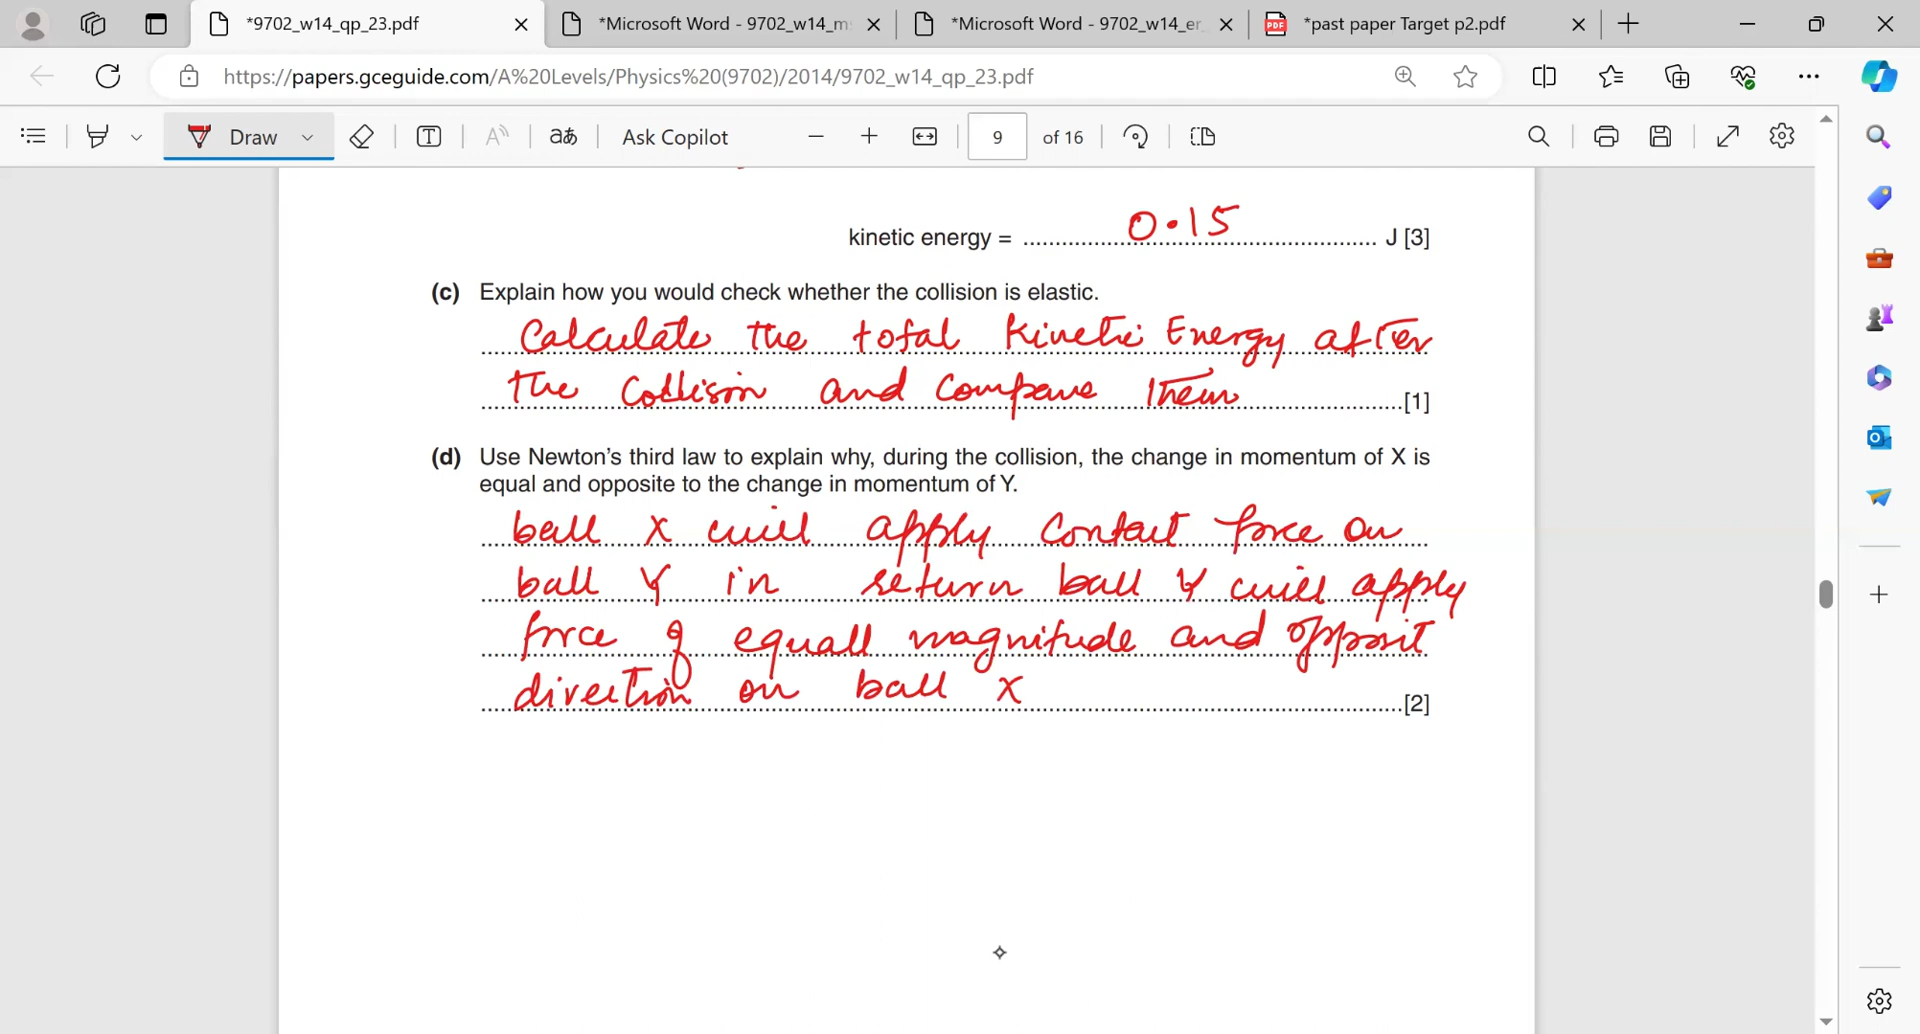 *9702_w14_qp_23.pdf
*Microsoft Word - 9702_w14_m
*Microsoft Word - 9702_w14_er_
*past paper Target p2.pdf
https://papers.gceguide.com/A%20Levels/Physics%20(9702)/2014/9702_w14_qp_23.pdf
Draw
Ask Copilot
9
of 16
kinetic energy = 0.15 J [3]
(c) Explain how you would check whether the collision is elastic.
Calculate the total Kinetic Energy after
the Collison and Compare them [1]
(d) Use Newton's third law to explain why, during the collision, the change in momentum of X is
equal and opposite to the change in momentum of Y.
ball X will apply Contact force on
ball Y in return ball Y will apply
force of equall magnitude and opposit
direction on ball X [2]